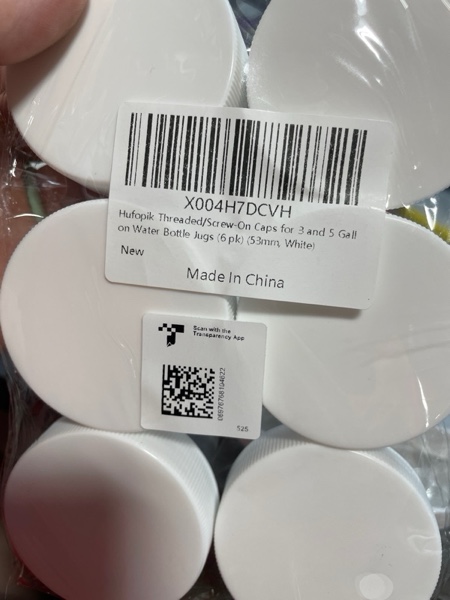 X004H7DCVH
Hufopik Threaded/Screw-On Caps for 3 and 5 Gall
on Water Bottle Jugs (6 pk) (53mm, White)
New
Made In China
Scan with the
Transparency App
525